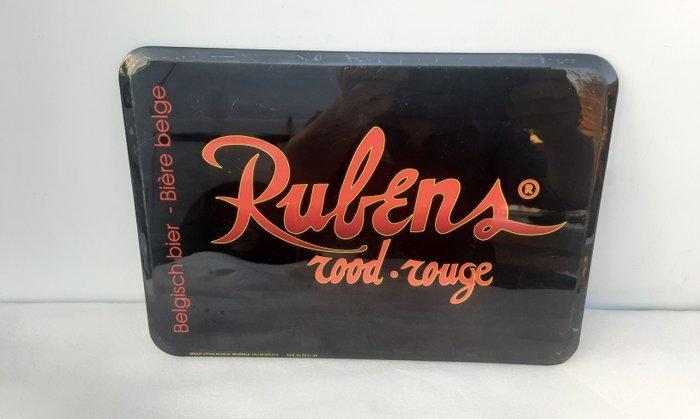 Belgisch bier - Bière belge
Rubens ®
rood · rouge